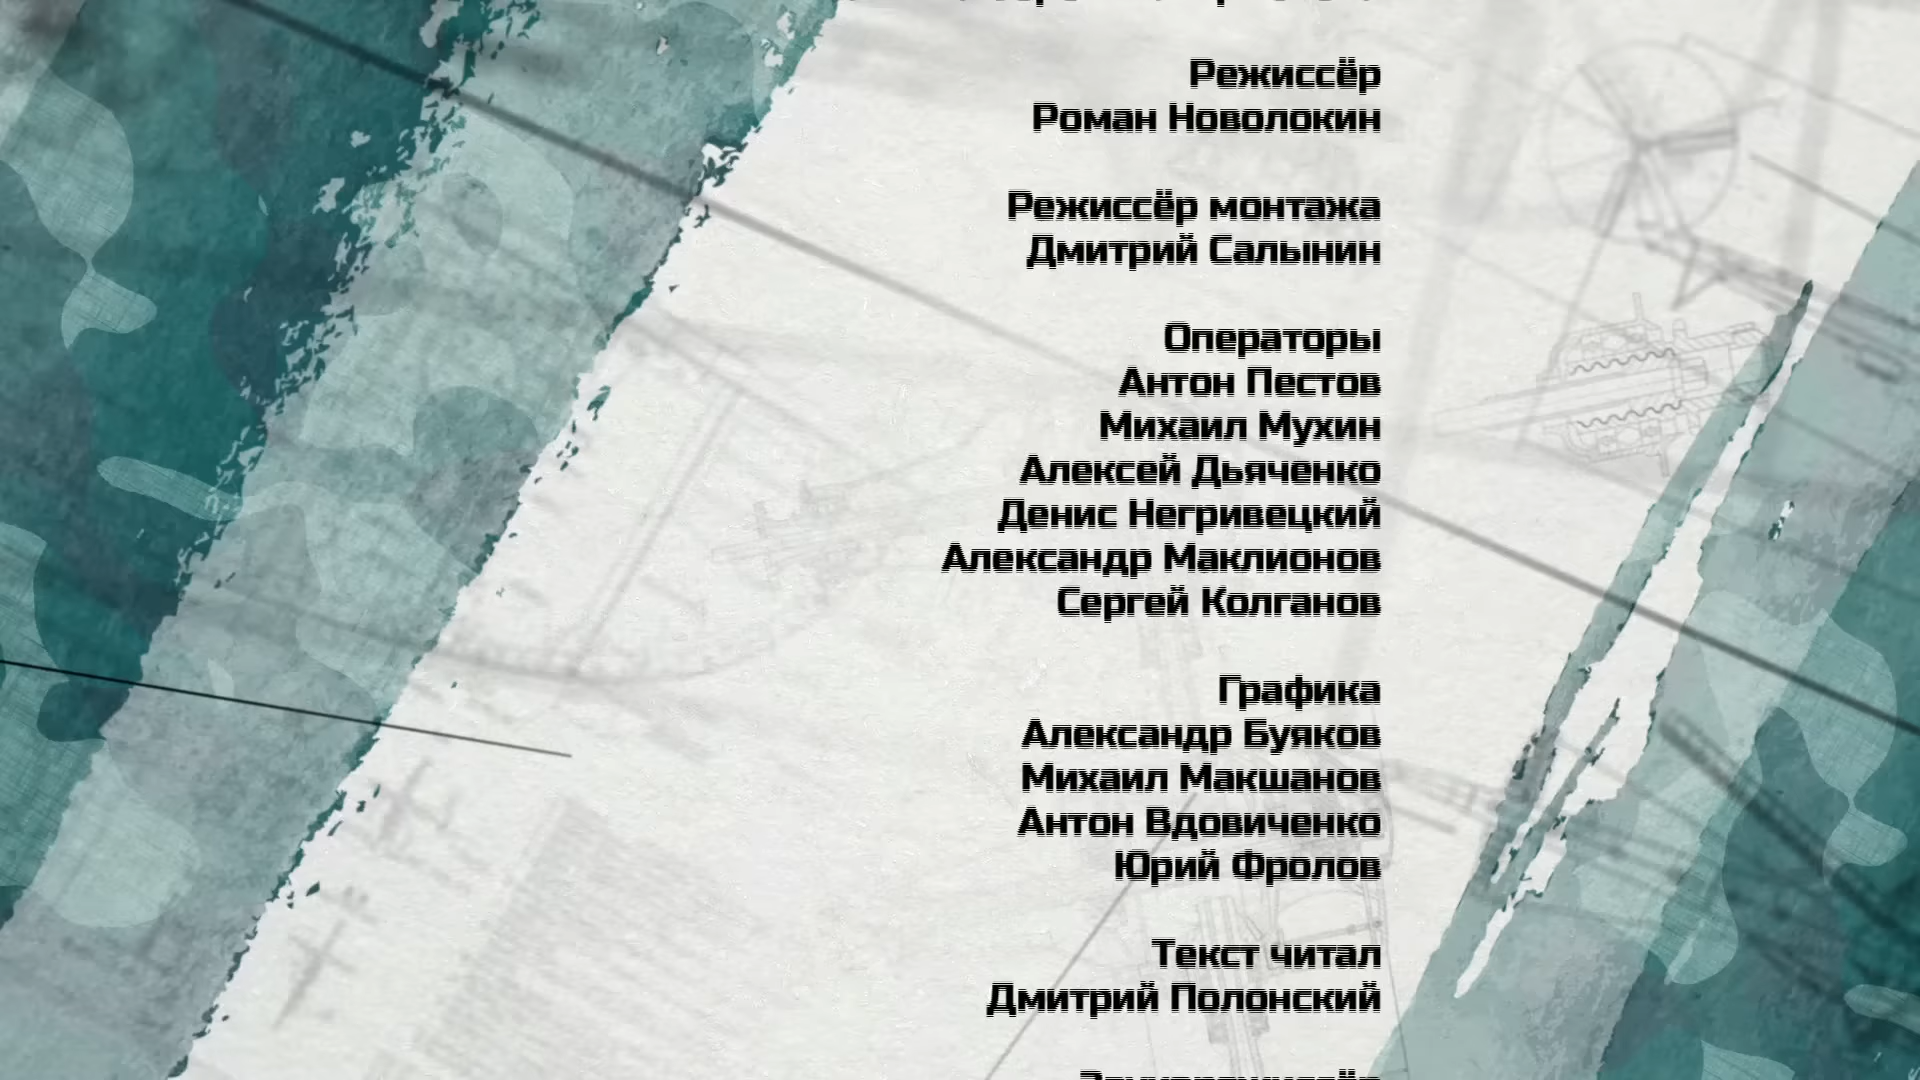 Режиссёр
Роман Новолокин
Режиссёр монтажа
Дмитрий Салынин
Операторы
Антон Пестов
Михаил Мухин
Алексей Дьяченко
Денис Негривецкий
Александр Маклионов
Сергей Колганов
Графика
Александр Буяков
Михаил Макшанов
Антон Вдовиченко
Юрий Фролов
Текст читал
Дмитрий Полонский